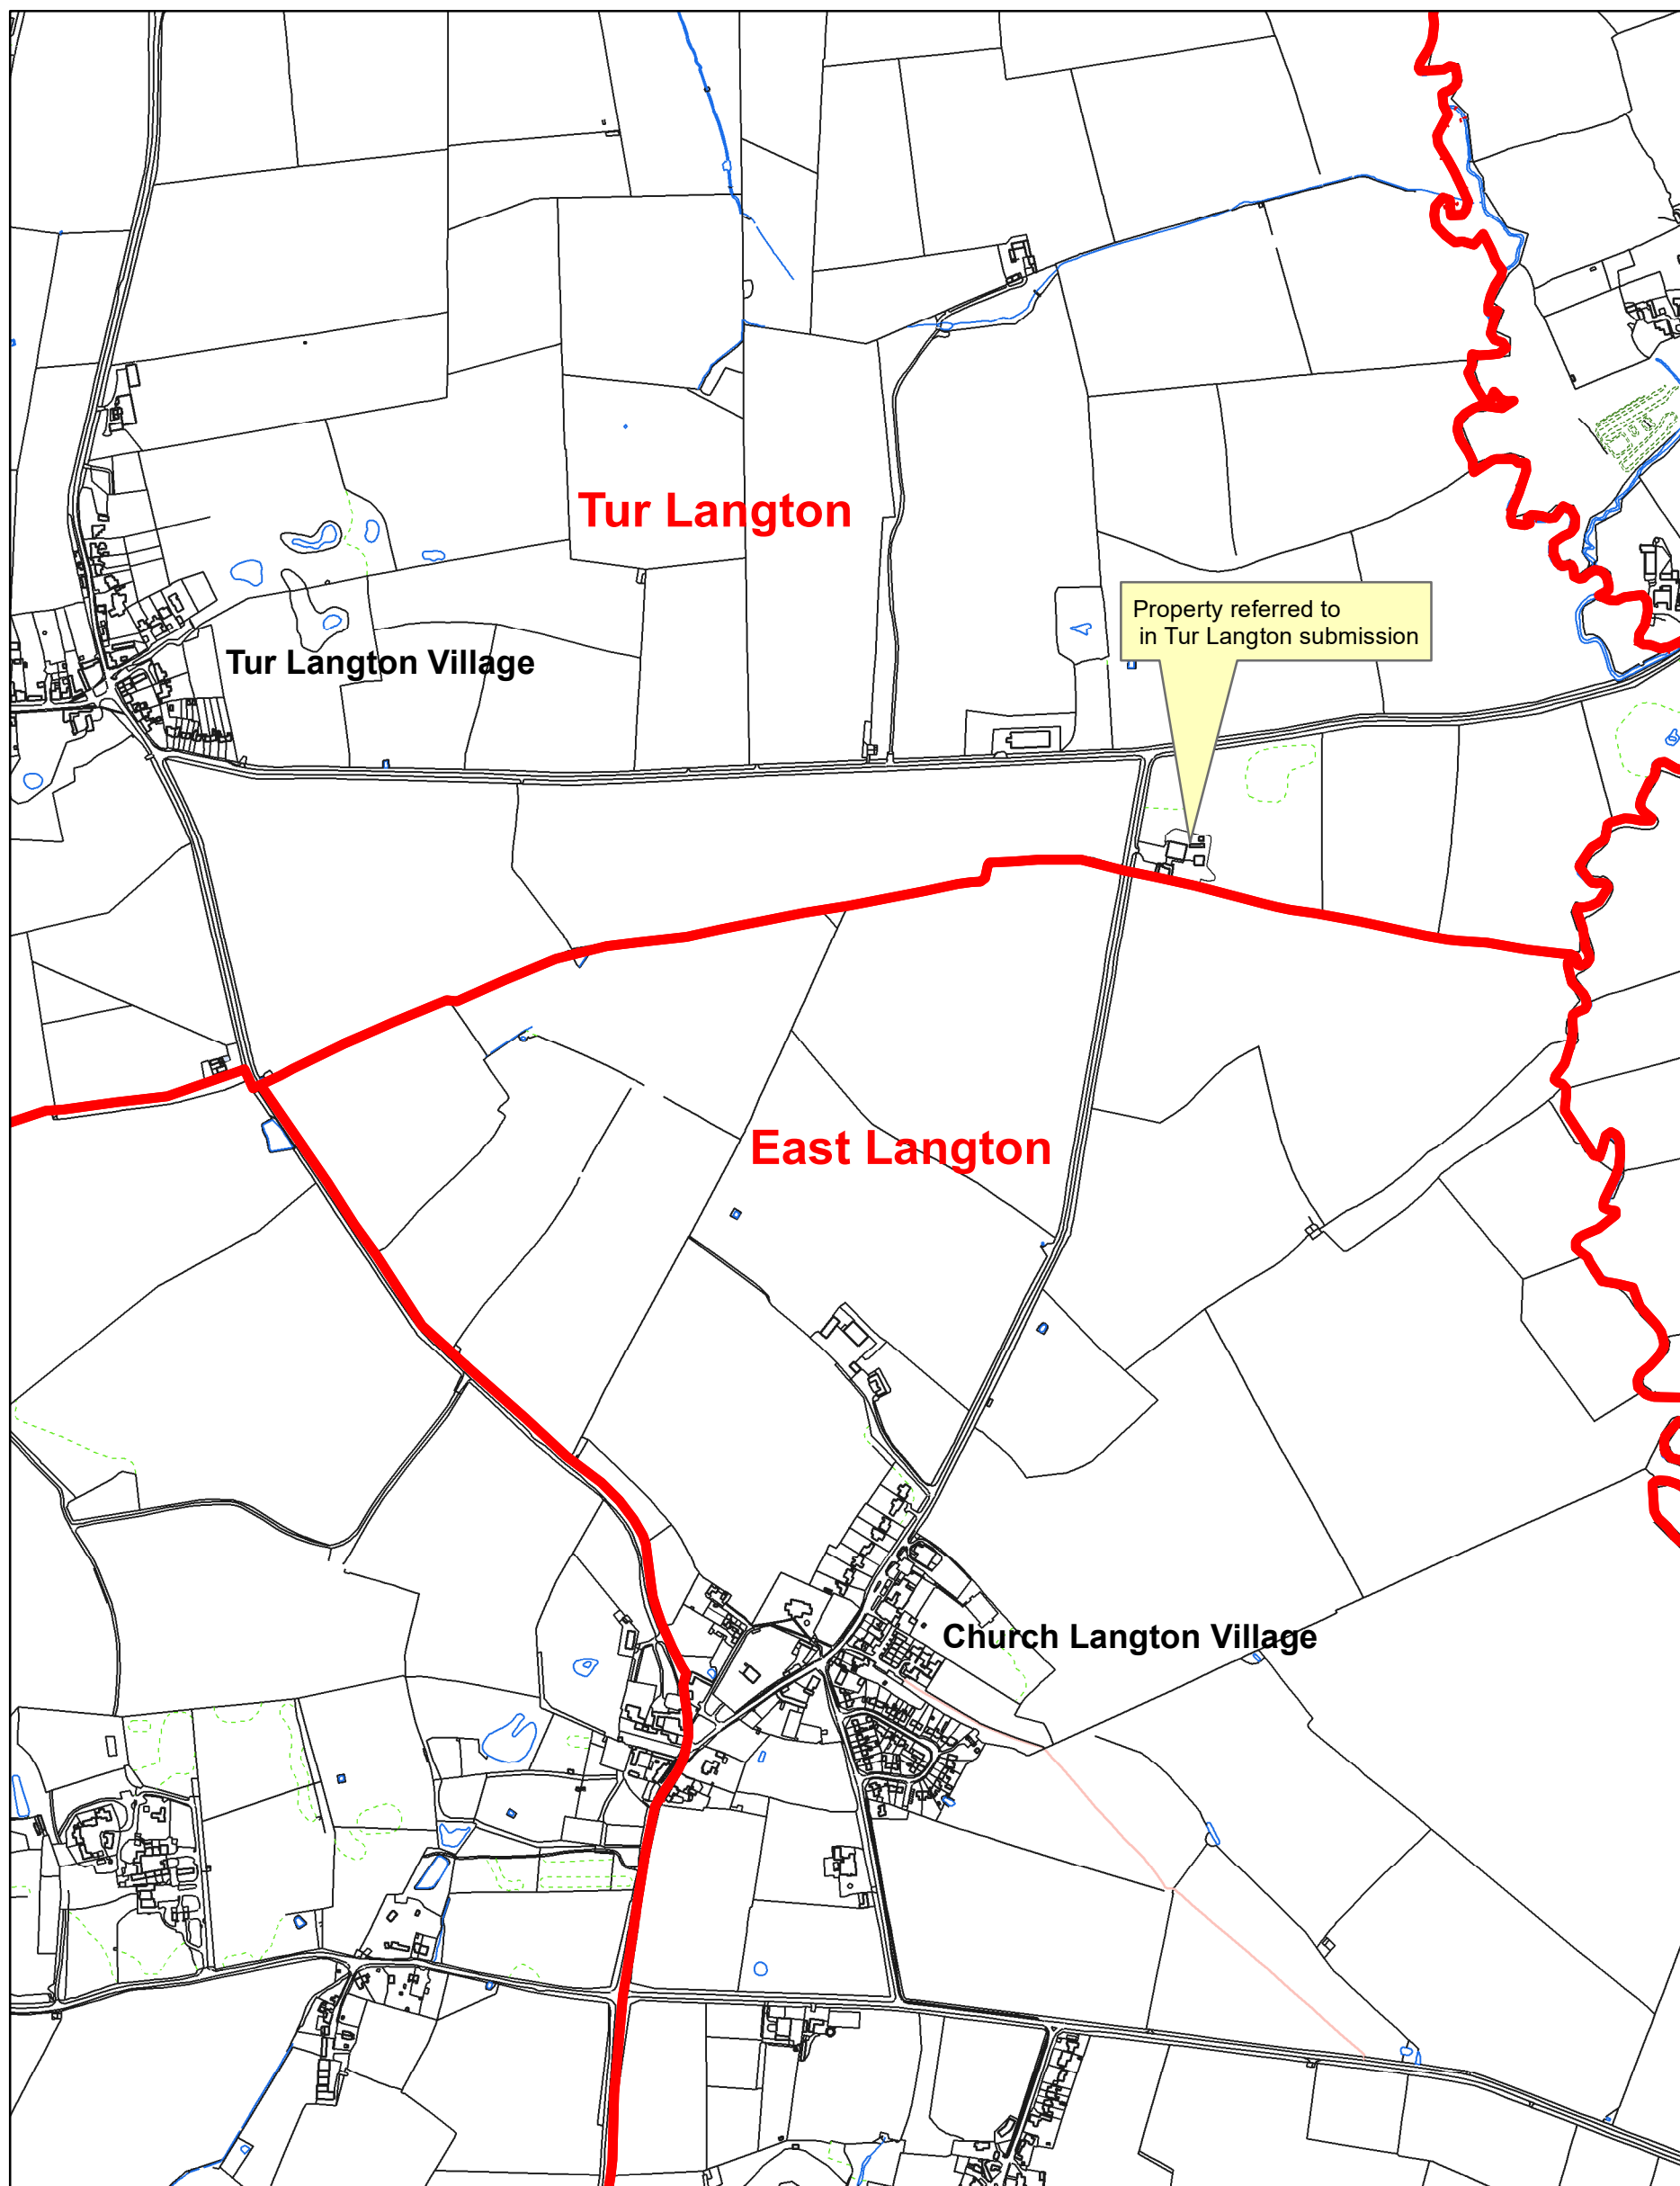 Tur Langton
Property referred to
in Tur Langton submission
Tur Langton Village
East Langton
Church Langton Village